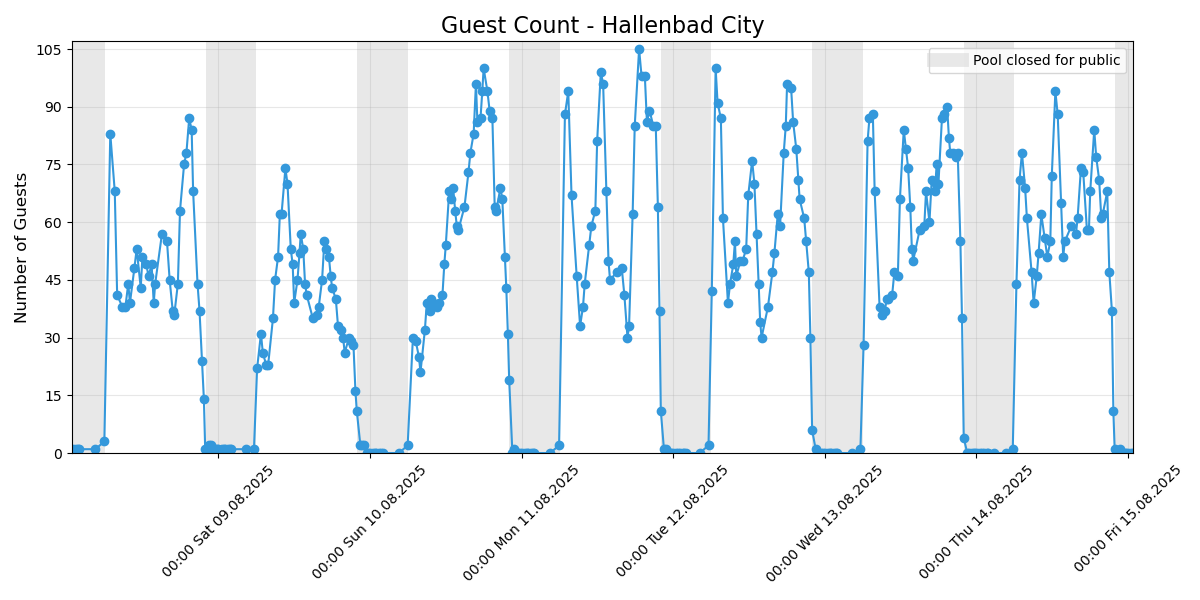 Guest Count - Hallenbad City
Pool closed for public
Number of Guests
105
90
75
60
45
30
15
0
00:00 Sat 09.08.2025
00:00 Sun 10.08.2025
00:00 Mon 11.08.2025
00:00 Tue 12.08.2025
00:00 Wed 13.08.2025
00:00 Thu 14.08.2025
00:00 Fri 15.08.2025